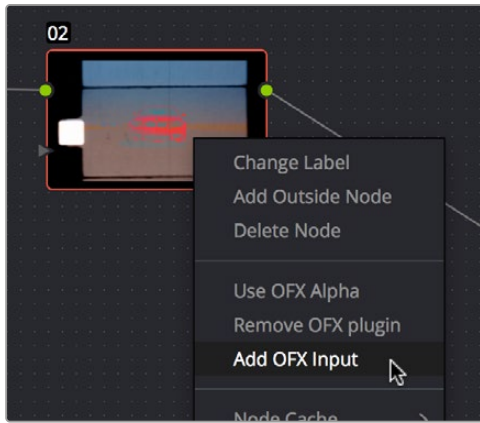 02
Change Label
Add Outside Node
Delete Node
Use OFX Alpha
Remove OFX plugin
Add OFX Input
Node Cache